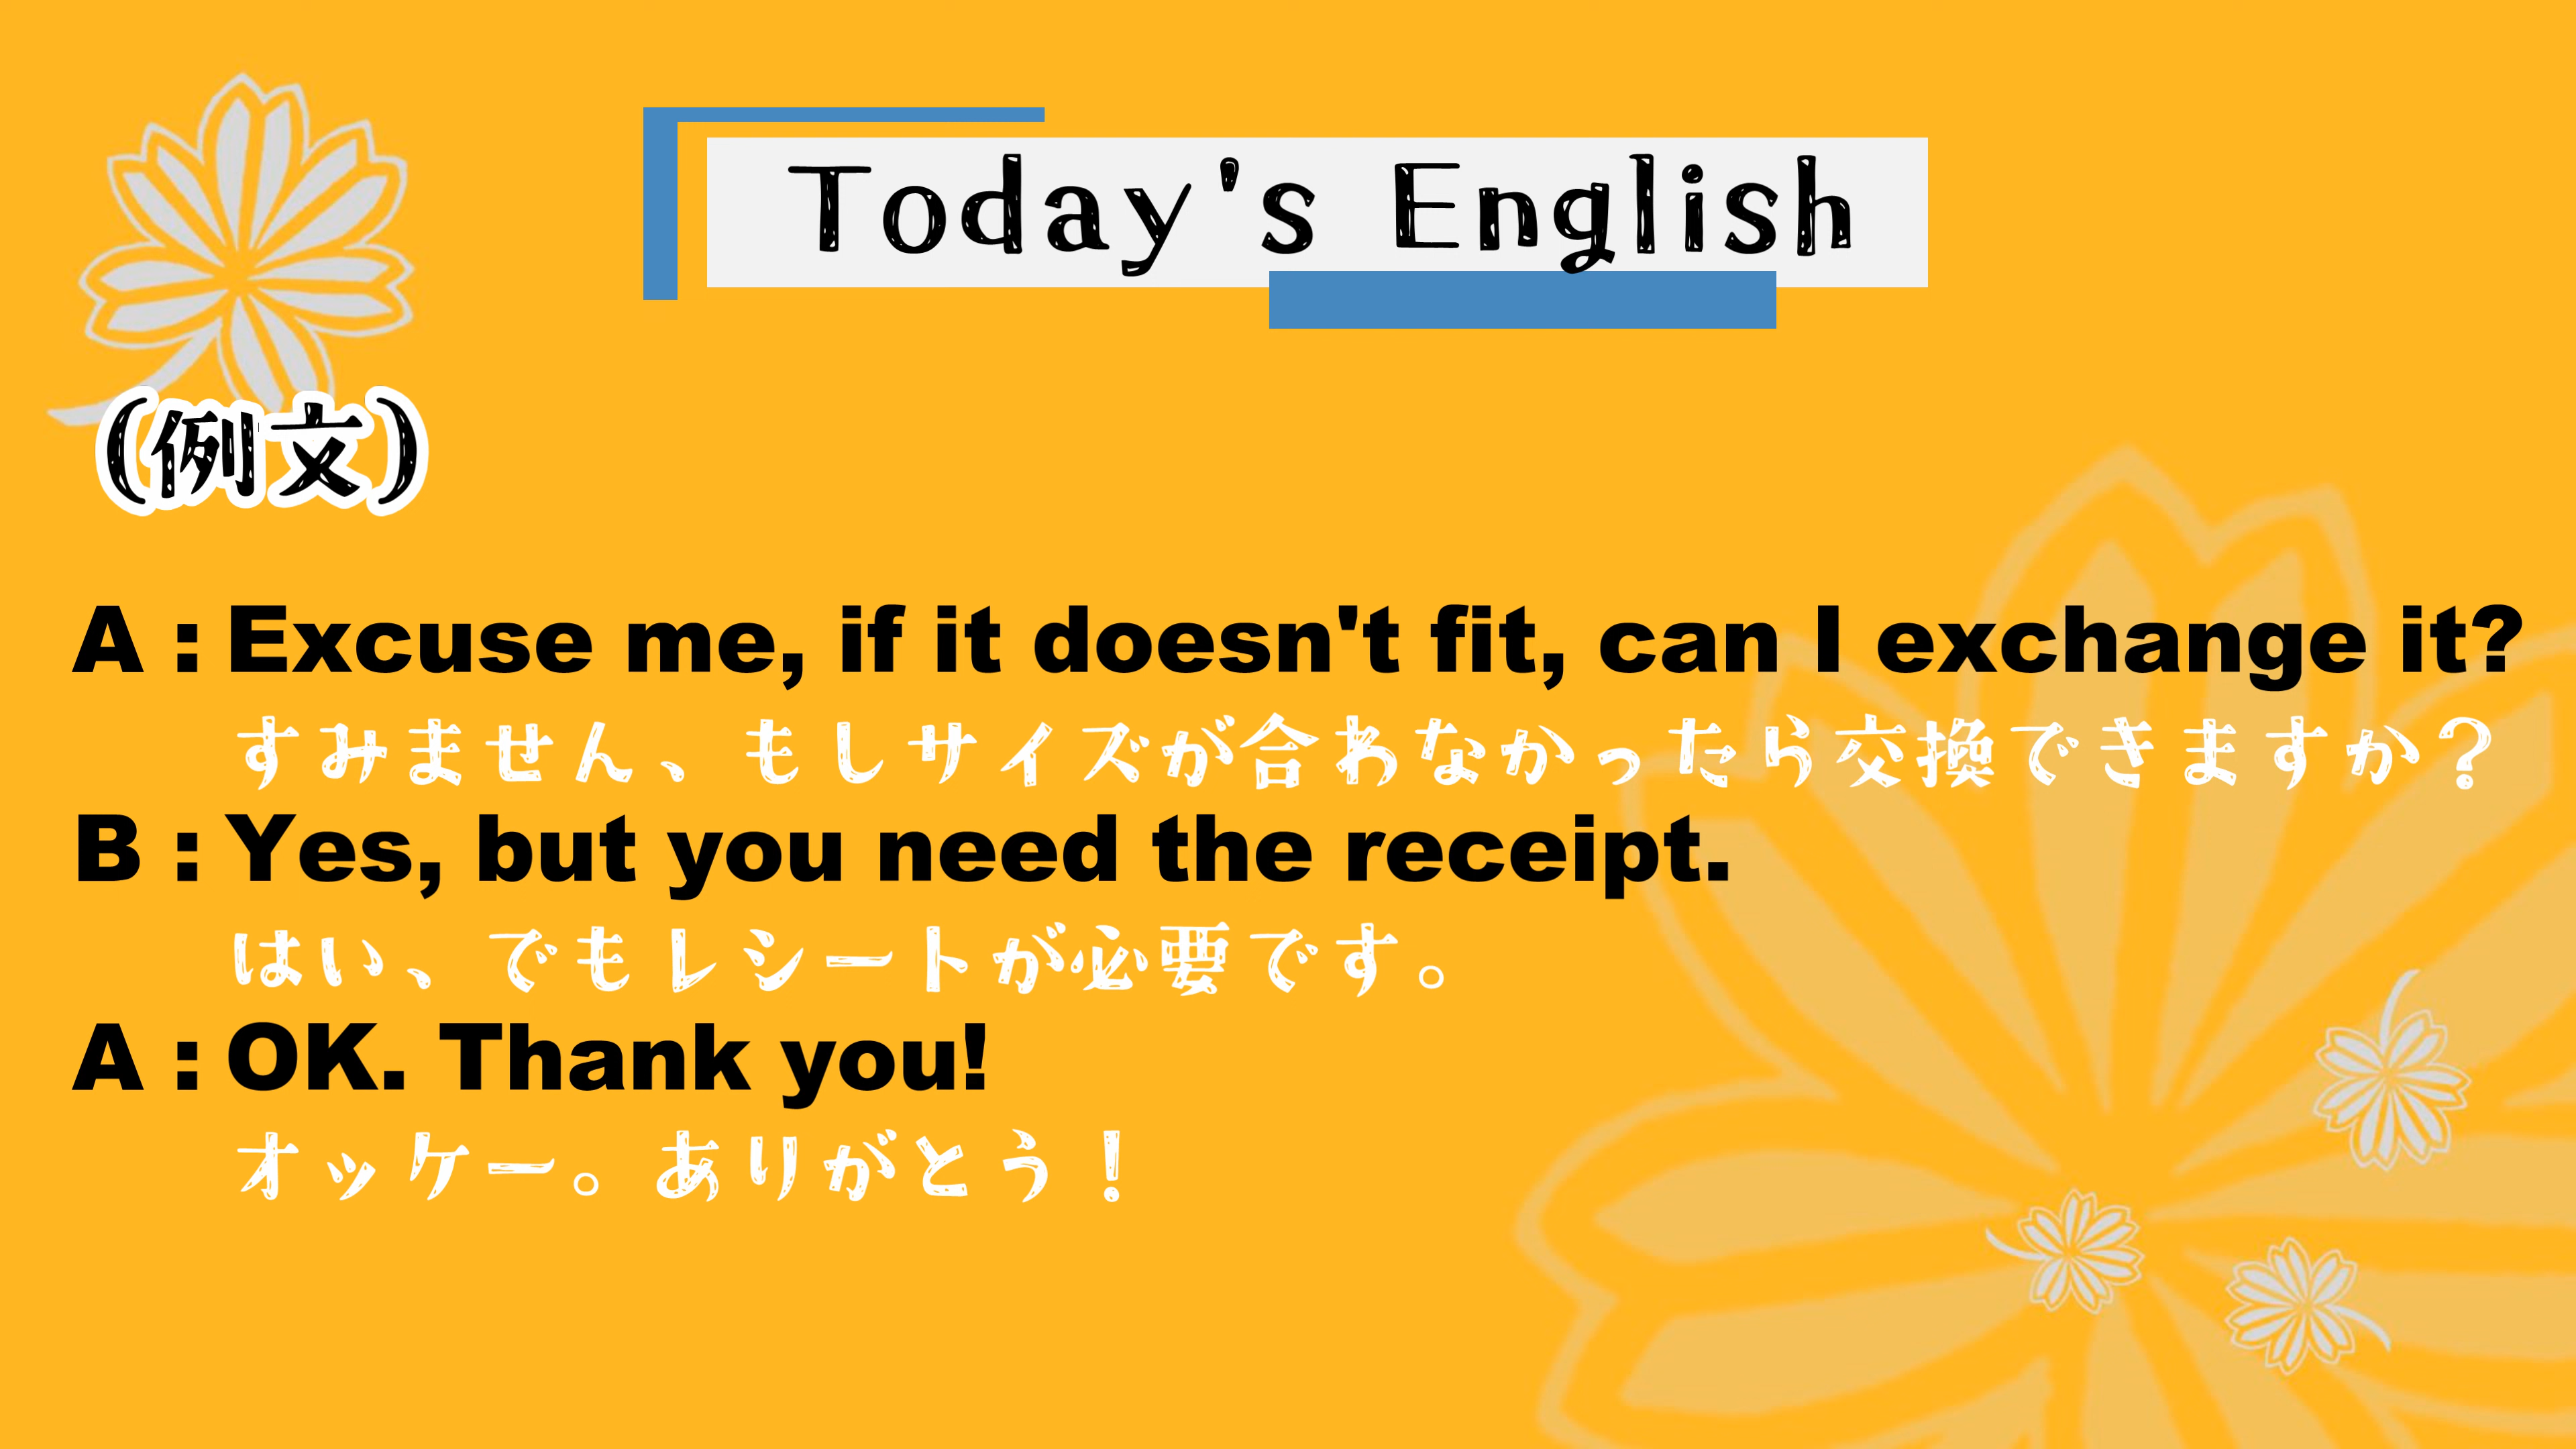 Today's English
(例文)
A : Excuse me, if it doesn't fit, can I exchange it?
すみません、もしサイズが合わなかったら交換できますか？
B : Yes, but you need the receipt.
はい、でもレシートが必要です。
A : OK. Thank you!
オッケー。ありがとう！